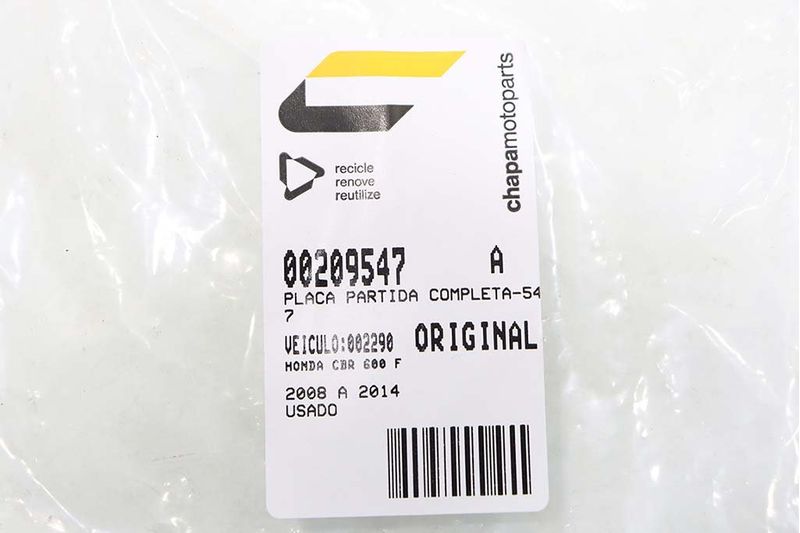 chapamotoparts
recicle
renove
reutilize
00209547 A
PLACA PARTIDA COMPLETA-54
7
VEICULO:002290 ORIGINAL
HONDA CBR 600 F
2008 A 2014
USADO